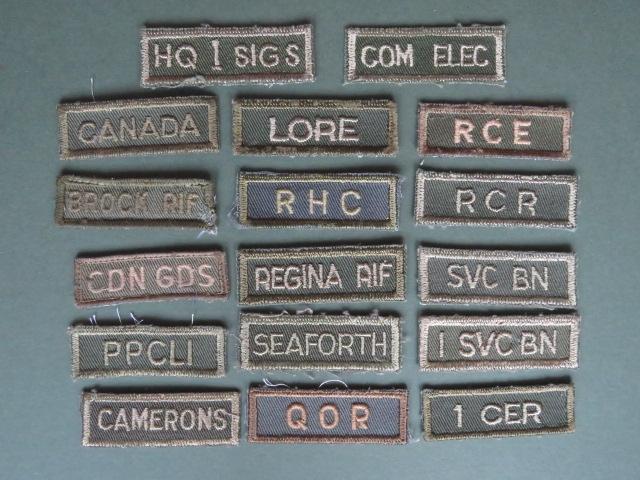 HQ 1 SIGS COM ELEC
CANADA LORE RCE
BROCK RIF RHC RCR
CDN GDS REGINA RIF SVC BN
PPCLI SEAFORTH 1 SVC BN
CAMERONS QOR 1 CER